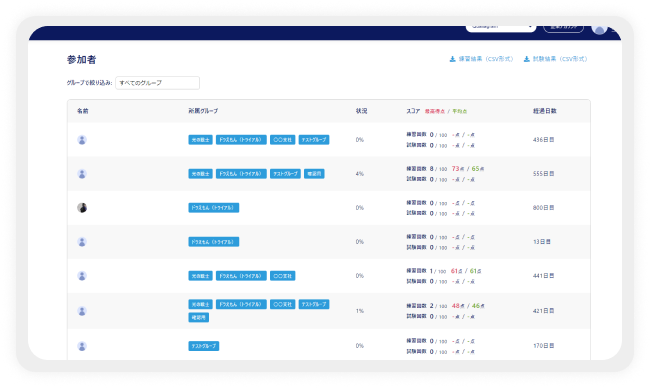 参加者
練習結果（CSV形式） 試験結果（CSV形式）
グループで絞り込み: すべてのグループ
名前 所属グループ 状況 スコア 最高得点 / 平均点 経過日数
光の戦士 ドラえもん（トライアル） 〇〇支社 テストグループ 0% 練習回数 0 / 100 -点 / -点 436日目
試験回数 0 / 100 -点 / -点
光の戦士 ドラえもん（トライアル） テストグループ 確認用 4% 練習回数 8 / 100 73点 / 65点 555日目
試験回数 0 / 100 -点 / -点
ドラえもん（トライアル） 0% 練習回数 0 / 100 -点 / -点 800日目
試験回数 0 / 100 -点 / -点
ドラえもん（トライアル） 0% 練習回数 0 / 100 -点 / -点 13日目
試験回数 0 / 100 -点 / -点
光の戦士 ドラえもん（トライアル） 〇〇支社 0% 練習回数 1 / 100 61点 / 61点 441日目
試験回数 0 / 100 -点 / -点
光の戦士 ドラえもん（トライアル） 〇〇支社 テストグループ 1% 練習回数 2 / 100 48点 / 46点 421日目
確認用 試験回数 0 / 100 -点 / -点
テストグループ 0% 練習回数 0 / 100 -点 / -点 170日目
試験回数 0 / 100 -点 / -点